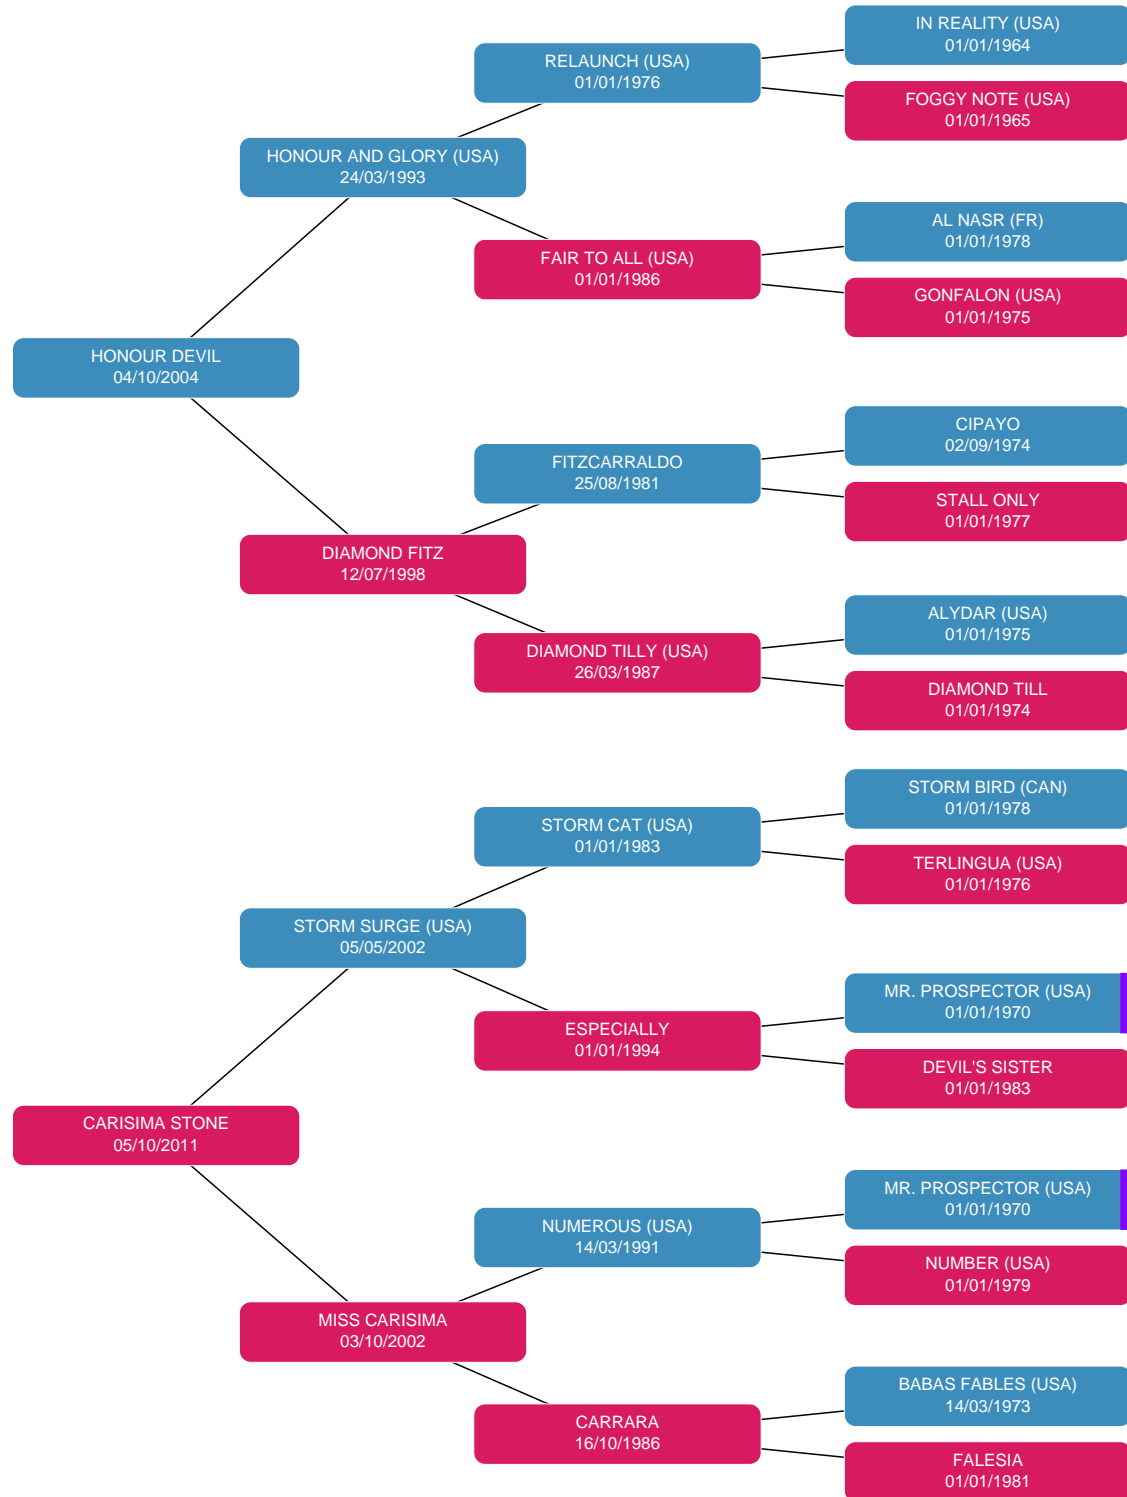 IN REALITY (USA)
01/01/1964
RELAUNCH (USA)
01/01/1976
FOGGY NOTE (USA)
01/01/1965
HONOUR AND GLORY (USA)
24/03/1993
AL NASR (FR)
01/01/1978
FAIR TO ALL (USA)
01/01/1986
GONFALON (USA)
01/01/1975
HONOUR DEVIL
04/10/2004
CIPAYO
02/09/1974
FITZCARRALDO
25/08/1981
STALL ONLY
01/01/1977
DIAMOND FITZ
12/07/1998
ALYDAR (USA)
01/01/1975
DIAMOND TILLY (USA)
26/03/1987
DIAMOND TILL
01/01/1974
STORM BIRD (CAN)
01/01/1978
STORM CAT (USA)
01/01/1983
TERLINGUA (USA)
01/01/1976
STORM SURGE (USA)
05/05/2002
MR. PROSPECTOR (USA)
01/01/1970
ESPECIALLY
01/01/1994
DEVIL'S SISTER
01/01/1983
CARISIMA STONE
05/10/2011
MR. PROSPECTOR (USA)
01/01/1970
NUMEROUS (USA)
14/03/1991
NUMBER (USA)
01/01/1979
MISS CARISIMA
03/10/2002
BABAS FABLES (USA)
14/03/1973
CARRARA
16/10/1986
FALESIA
01/01/1981